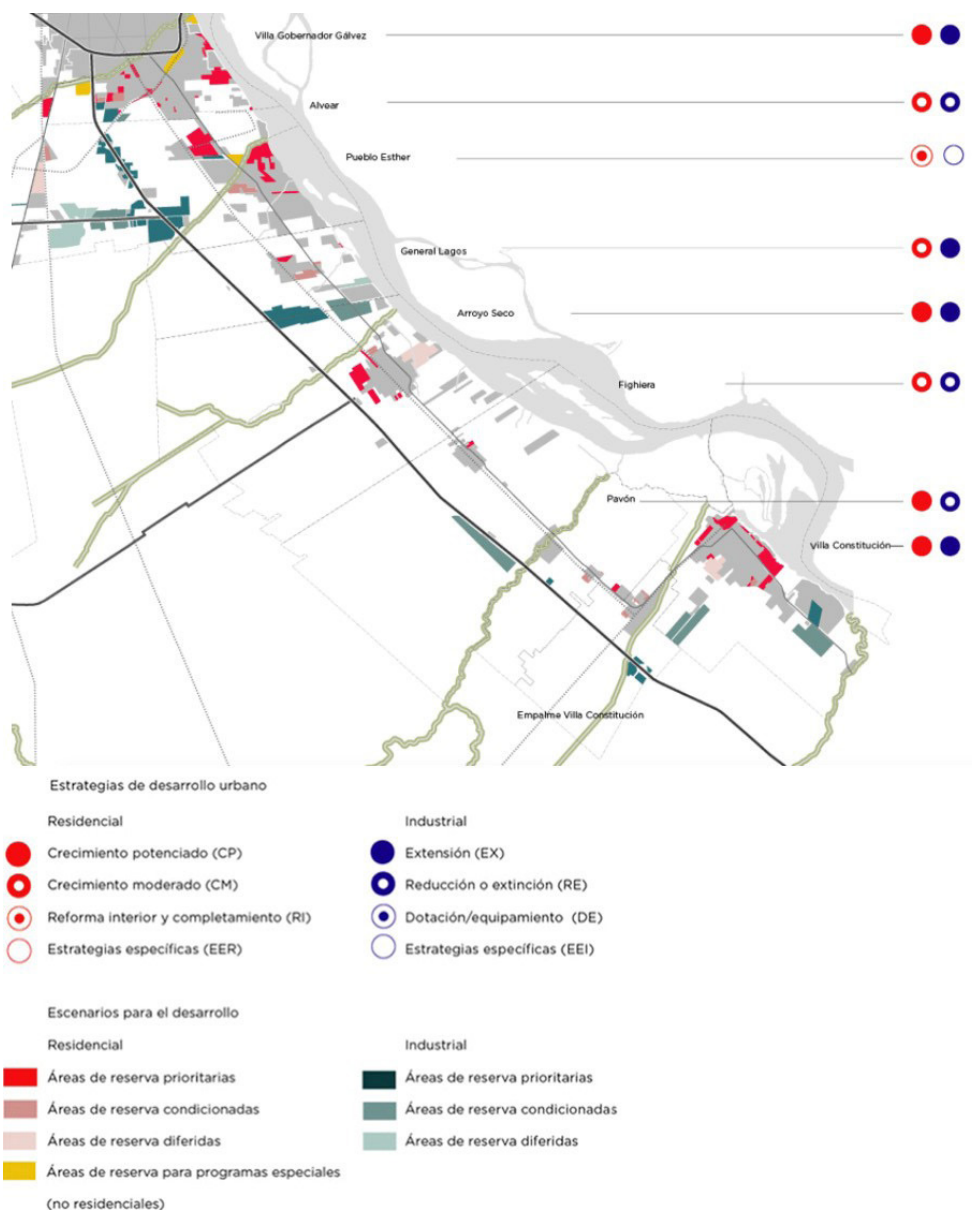 Villa Gobernador Gálvez
Alvear
Pueblo Esther
General Lagos
Arroyo Seco
Fighiera
Pavón
Villa Constitución
Empalme Villa Constitución
Estrategias de desarrollo urbano
Residencial
Crecimiento potenciado (CP)
Crecimiento moderado (CM)
Reforma interior y completamiento (RI)
Estrategias específicas (EER)
Industrial
Extensión (EX)
Reducción o extinción (RE)
Dotación/equipamiento (DE)
Estrategias específicas (EEI)
Escenarios para el desarrollo
Residencial
Áreas de reserva prioritarias
Áreas de reserva condicionadas
Áreas de reserva diferidas
Áreas de reserva para programas especiales
(no residenciales)
Industrial
Áreas de reserva prioritarias
Áreas de reserva condicionadas
Áreas de reserva diferidas